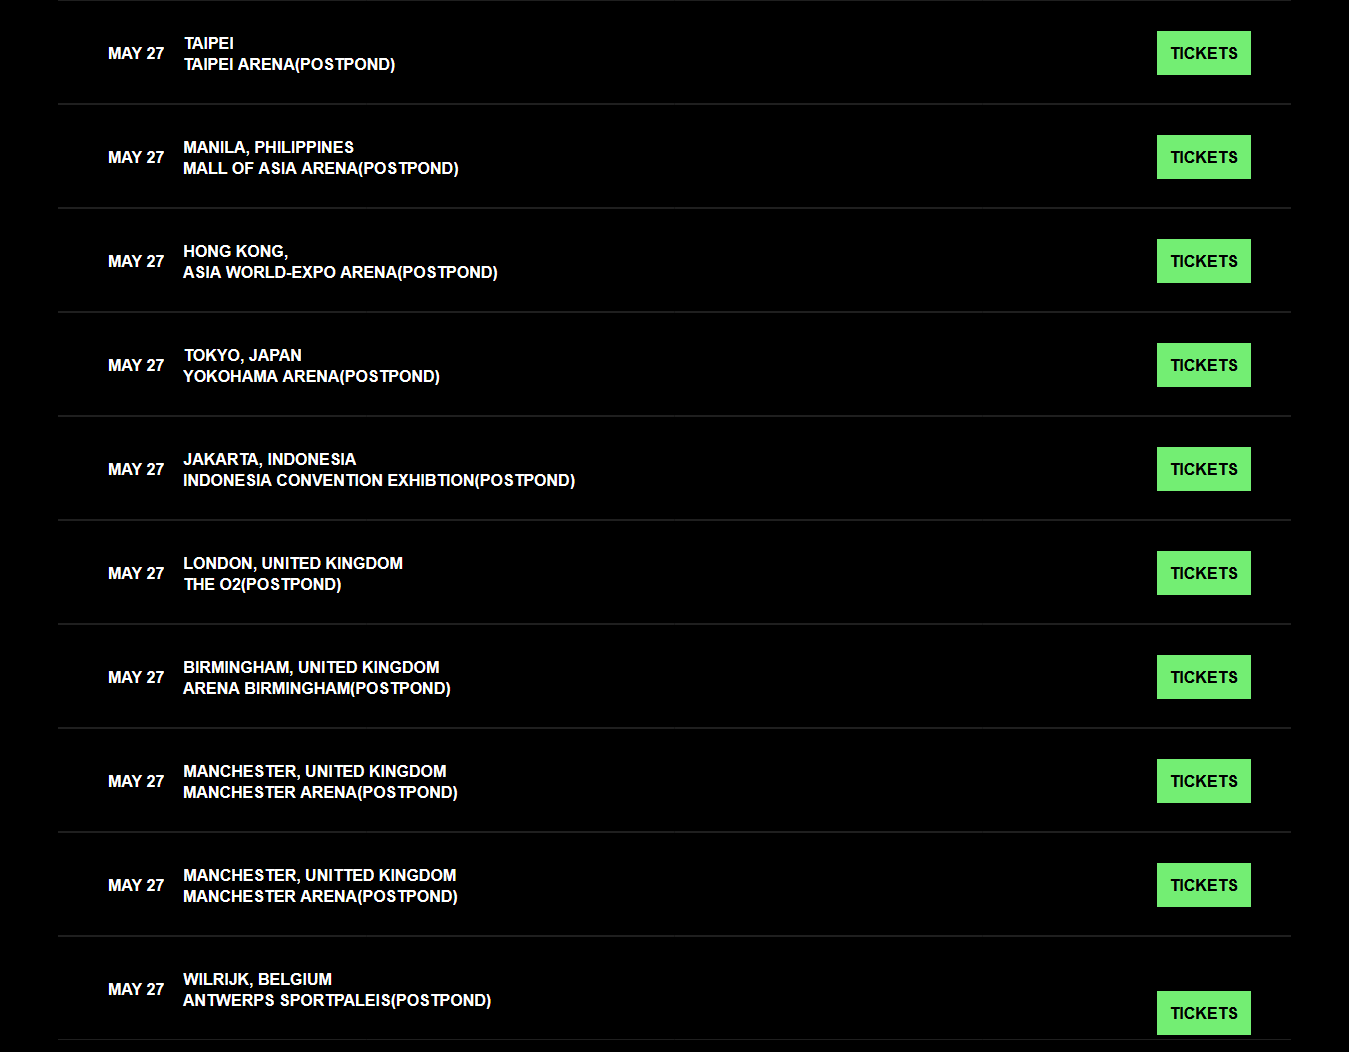 MAY 27
TAIPEI
TAIPEI ARENA(POSTPOND)
TICKETS
MAY 27
MANILA, PHILIPPINES
MALL OF ASIA ARENA(POSTPOND)
TICKETS
MAY 27
HONG KONG,
ASIA WORLD-EXPO ARENA(POSTPOND)
TICKETS
MAY 27
TOKYO, JAPAN
YOKOHAMA ARENA(POSTPOND)
TICKETS
MAY 27
JAKARTA, INDONESIA
INDONESIA CONVENTION EXHIBTION(POSTPOND)
TICKETS
MAY 27
LONDON, UNITED KINGDOM
THE O2(POSTPOND)
TICKETS
MAY 27
BIRMINGHAM, UNITED KINGDOM
ARENA BIRMINGHAM(POSTPOND)
TICKETS
MAY 27
MANCHESTER, UNITED KINGDOM
MANCHESTER ARENA(POSTPOND)
TICKETS
MAY 27
MANCHESTER, UNITTED KINGDOM
MANCHESTER ARENA(POSTPOND)
TICKETS
MAY 27
WILRIJK, BELGIUM
ANTWERPS SPORTPALEIS(POSTPOND)
TICKETS